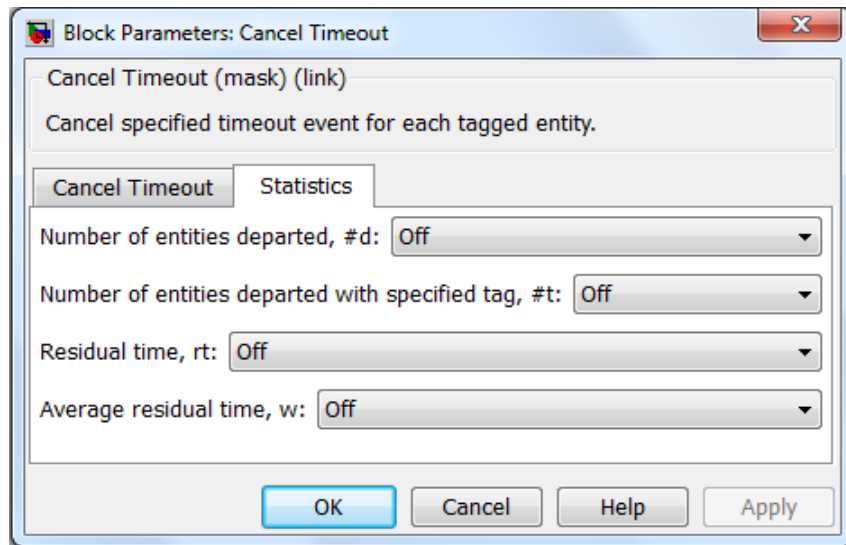 Block Parameters: Cancel Timeout
Cancel Timeout (mask) (link)
Cancel specified timeout event for each tagged entity.
Cancel Timeout Statistics
Number of entities departed, #d: Off
Number of entities departed with specified tag, #t: Off
Residual time, rt: Off
Average residual time, w: Off
OK Cancel Help Apply